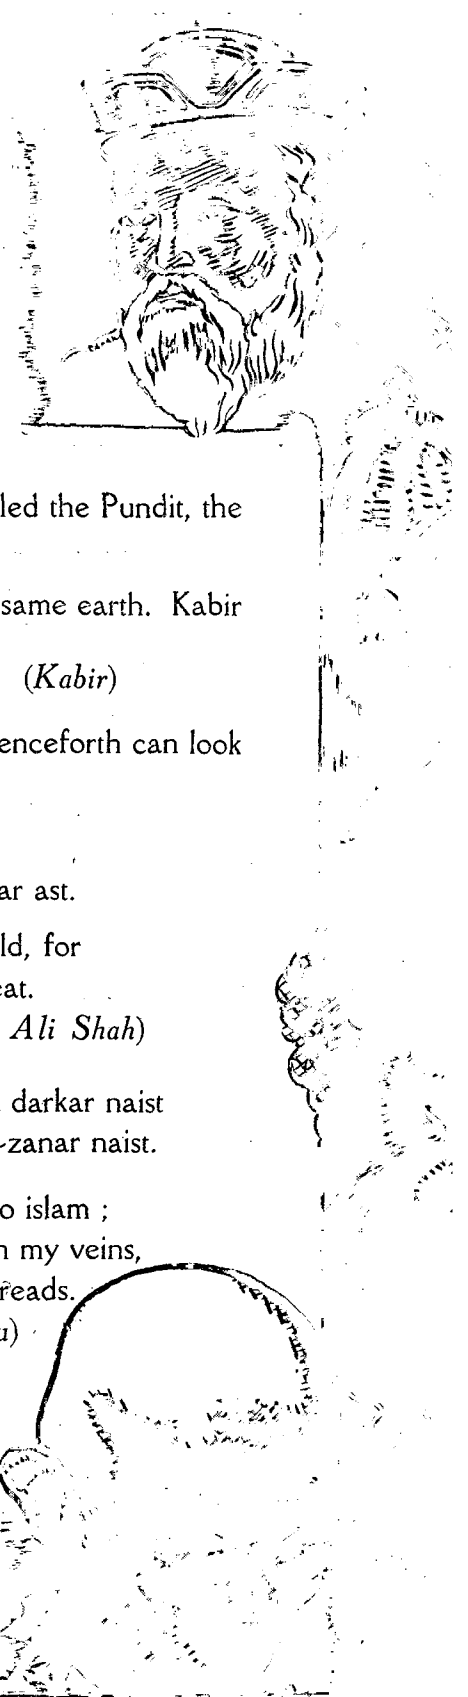 led the Pundit, the
same earth. Kabir
(Kabir)
enceforth can look
ar ast.
ld, for
eat.
Ali Shah)
darkar naist
-zanar naist.
o islam ;
n my veins,
reads.
u)